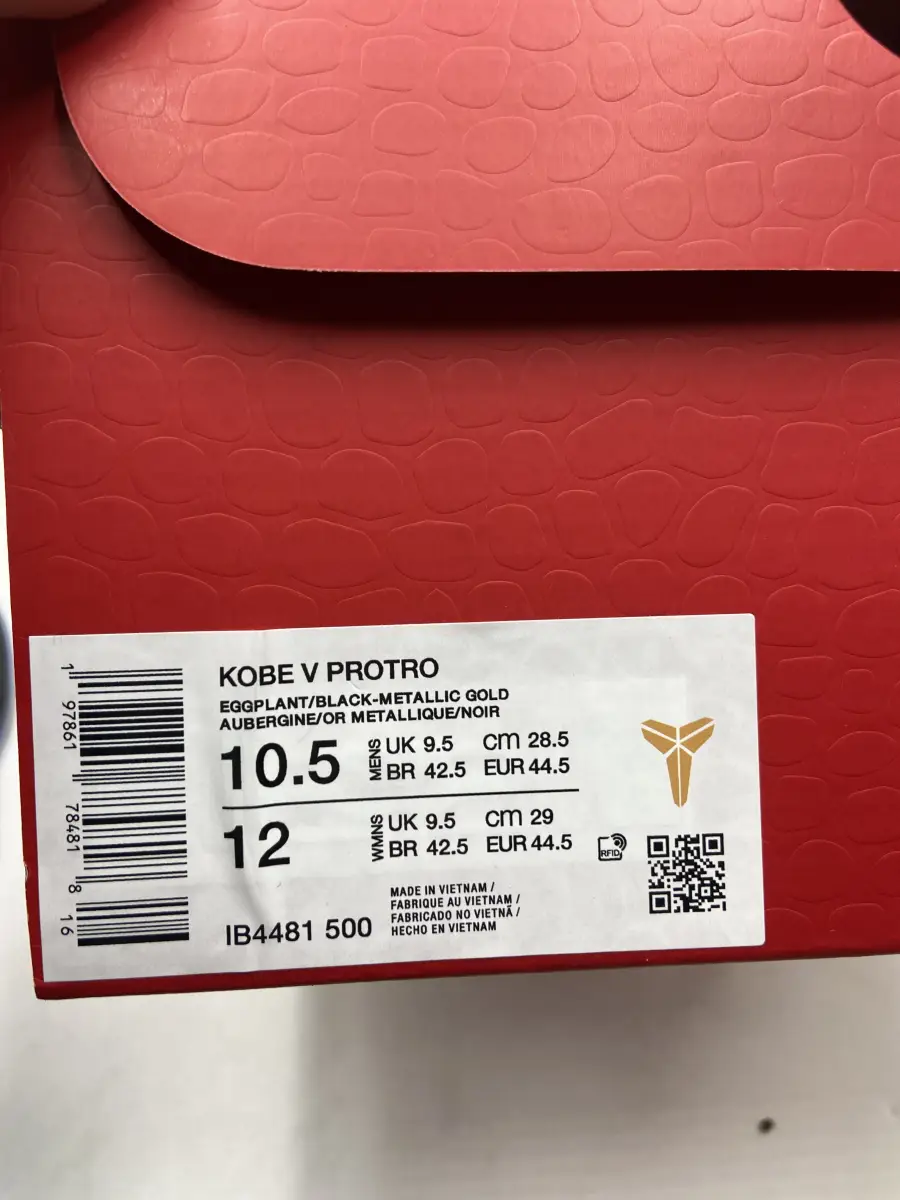 KOBE V PROTRO
EGGPLANT/BLACK-METALLIC GOLD
AUBERGINE/OR METALLIQUE/NOIR
10.5 MENS UK 9.5 CM 28.5
BR 42.5 EUR 44.5
12 WMNS UK 9.5 CM 29
BR 42.5 EUR 44.5
RFID
IB4481 500
MADE IN VIETNAM /
FABRIQUE AU VIETNAM /
FABRICADO NO VIETNÃ /
HECHO EN VIETNAM
1 97861 78481 8 16